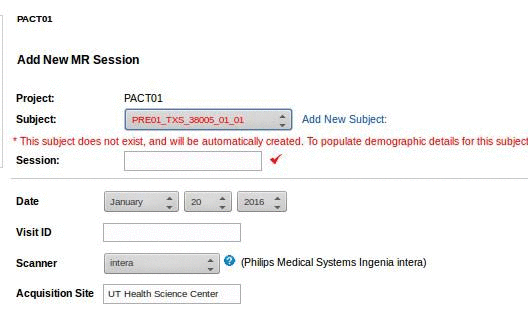 PACT01
Add New MR Session
Project: PACT01
Subject: PRE01_TXS_38005_01_01 Add New Subject:
* This subject does not exist, and will be automatically created. To populate demographic details for this subject
Session:
Date January 20 2016
Visit ID
Scanner intera ? (Philips Medical Systems Ingenia intera)
Acquisition Site UT Health Science Center